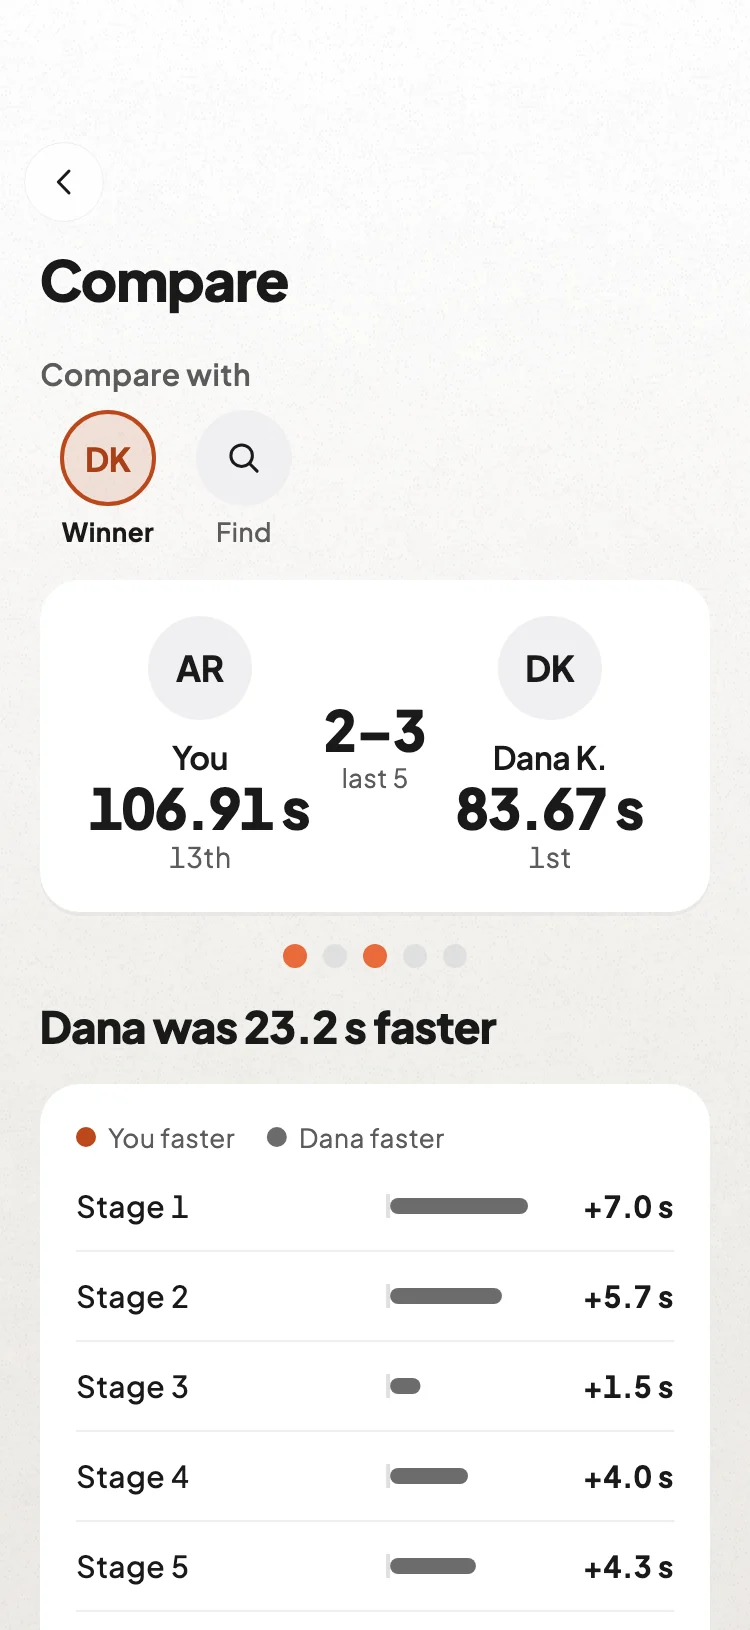 Compare
Compare with
DK
Winner
Find
AR
You
106.91 s
13th
2–3
last 5
DK
Dana K.
83.67 s
1st
Dana was 23.2 s faster
You faster
Dana faster
Stage 1 +7.0 s
Stage 2 +5.7 s
Stage 3 +1.5 s
Stage 4 +4.0 s
Stage 5 +4.3 s